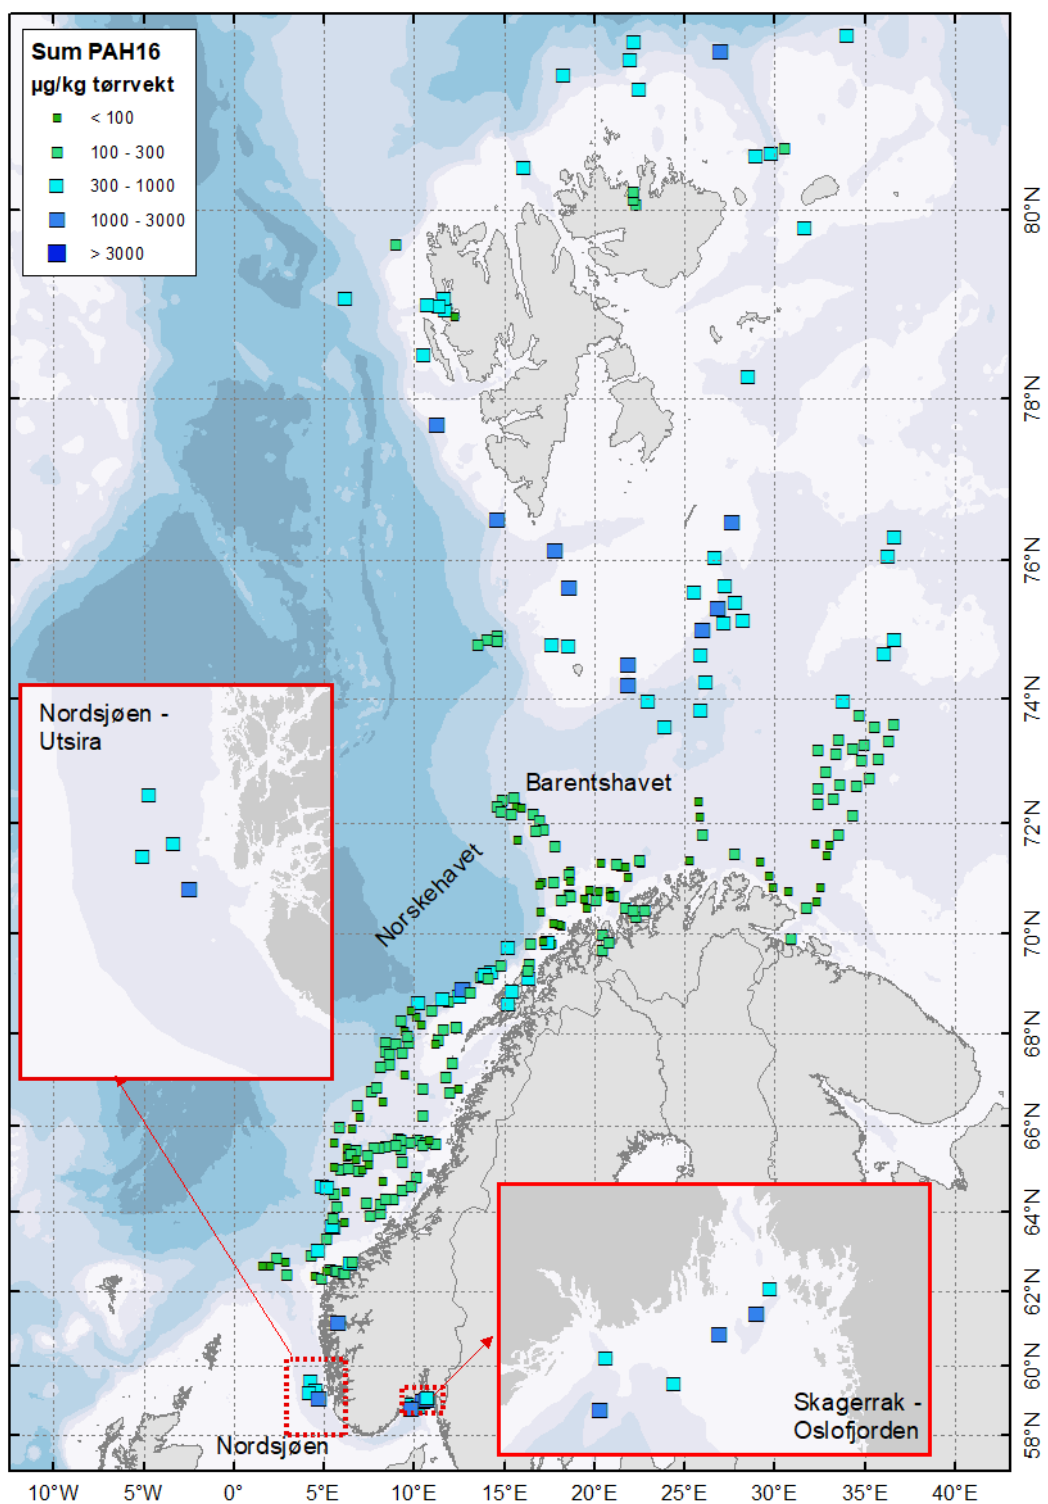 Sum PAH16
µg/kg tørrvekt
< 100
100 - 300
300 - 1000
1000 - 3000
> 3000
80°N
78°N
76°N
74°N
Nordsjøen -
Utsira
Barentshavet
72°N
Norskehavet
70°N
68°N
66°N
64°N
62°N
60°N
Skagerrak -
Oslofjorden
Nordsjøen
58°N
10°W
5°W
0°
5°E
10°E
15°E
20°E
25°E
30°E
35°E
40°E